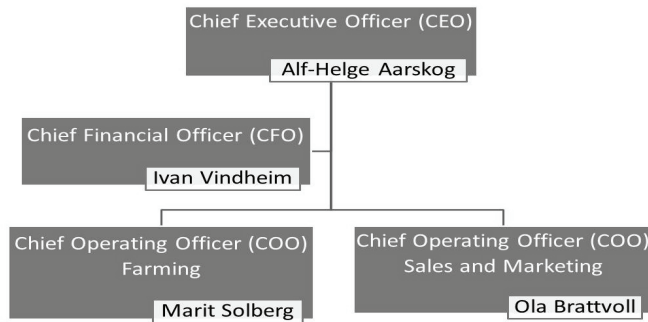 Chief Executive Officer (CEO)
Alf-Helge Aarskog
Chief Financial Officer (CFO)
Ivan Vindheim
Chief Operating Officer (COO)
Farming
Marit Solberg
Chief Operating Officer (COO)
Sales and Marketing
Ola Brattvoll